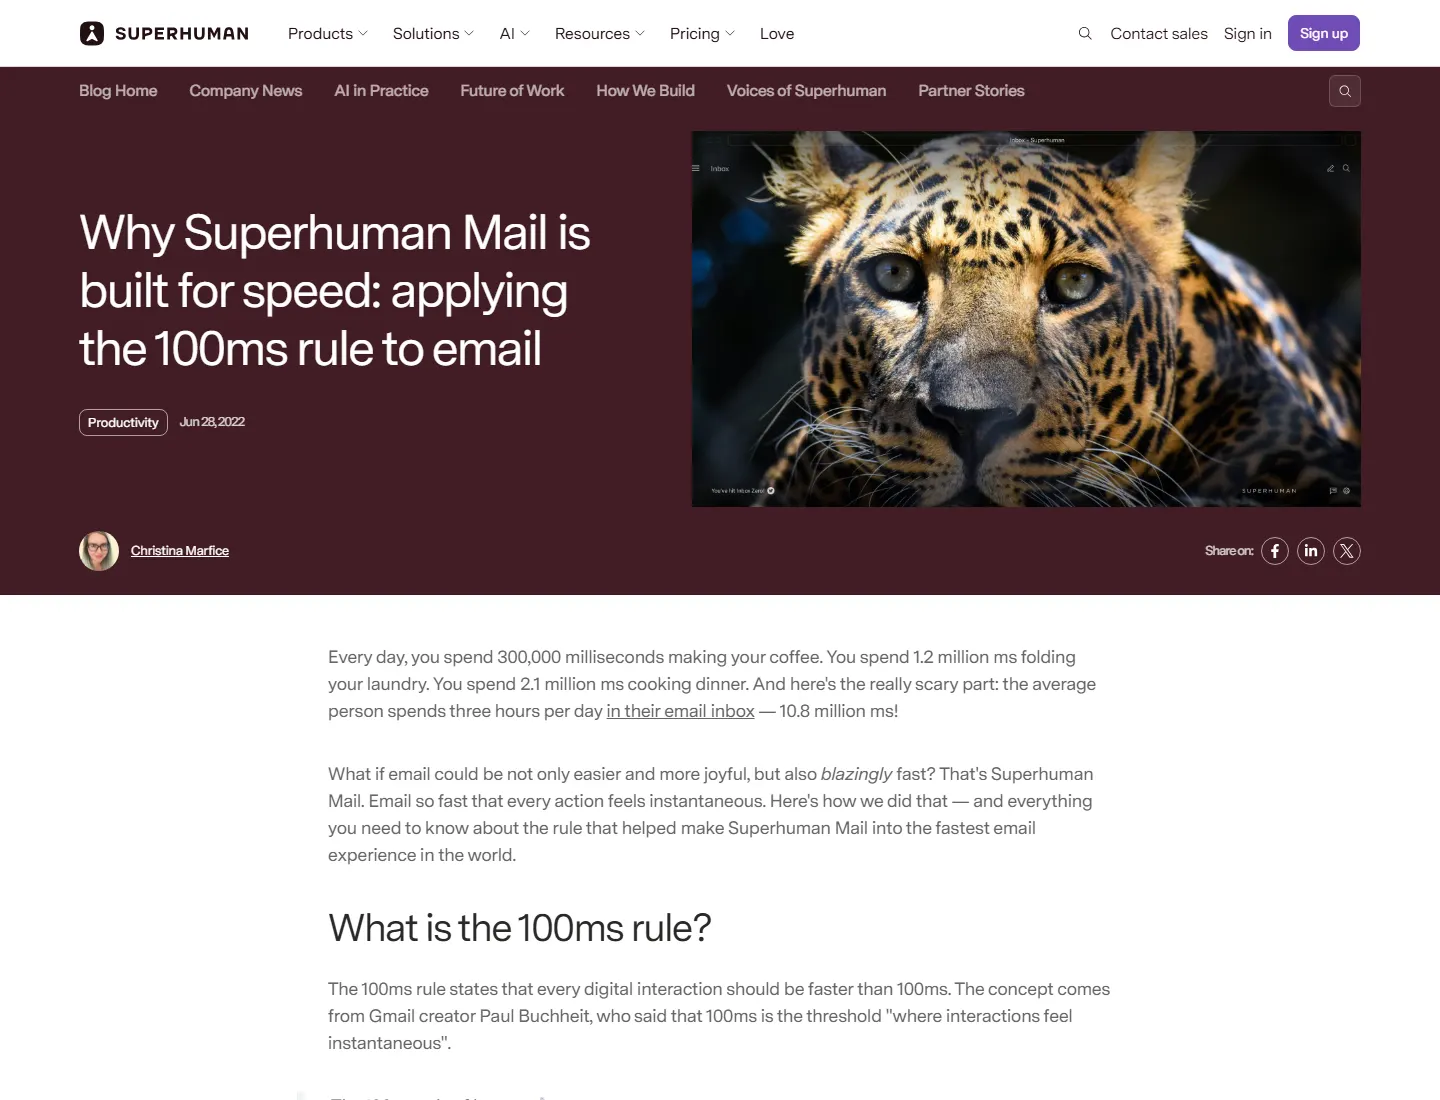 SUPERHUMAN
Products
Solutions
AI
Resources
Pricing
Love
Contact sales
Sign in
Sign up
Blog Home
Company News
AI in Practice
Future of Work
How We Build
Voices of Superhuman
Partner Stories
Why Superhuman Mail is
built for speed: applying
the 100ms rule to email
Productivity
Jun 28, 2022
Inbox - Superhuman
Inbox
You've hit Inbox Zero!
SUPERHUMAN
Christina Marfice
Share on:
Every day, you spend 300,000 milliseconds making your coffee. You spend 1.2 million ms folding
your laundry. You spend 2.1 million ms cooking dinner. And here's the really scary part: the average
person spends three hours per day in their email inbox — 10.8 million ms!
What if email could be not only easier and more joyful, but also blazingly fast? That's Superhuman
Mail. Email so fast that every action feels instantaneous. Here's how we did that — and everything
you need to know about the rule that helped make Superhuman Mail into the fastest email
experience in the world.
What is the 100ms rule?
The 100ms rule states that every digital interaction should be faster than 100ms. The concept comes
from Gmail creator Paul Buchheit, who said that 100ms is the threshold "where interactions feel
instantaneous".